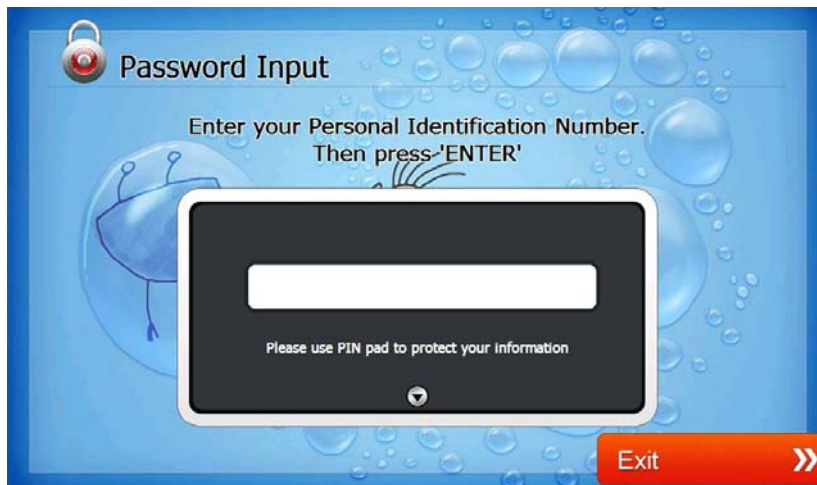 Password Input
Enter your Personal Identification Number.
Then press 'ENTER'
Please use PIN pad to protect your information
Exit